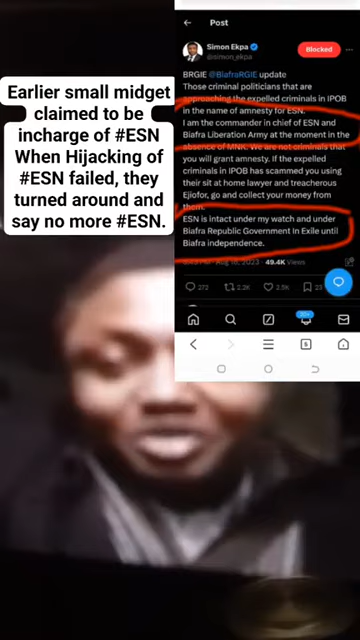 Earlier small midget
claimed to be
incharge of #ESN
When Hijacking of
#ESN failed, they
turned around and
say no more #ESN.
Post
Simon Ekpa
@simon_ekpa
Blocked
BRGIE @BiafraRGIE update
Those criminal politicians that are
approaching the expelled criminals in IPOB
in the name of amnesty for ESN.
I am the commander in chief of ESN and
Biafra Liberation Army at the moment in the
absence of MNK. We are not criminals that
you will grant amnesty. If the expelled
criminals in IPOB has scammed you using
their sit at home lawyer and treacherous
Ejiofor, go and collect your money from
them.
ESN is intact under my watch and under
Biafra Republic Government In Exile until
Biafra independence.
2023 · 49.4K Views
272
2.2K
2.5K
23
20+